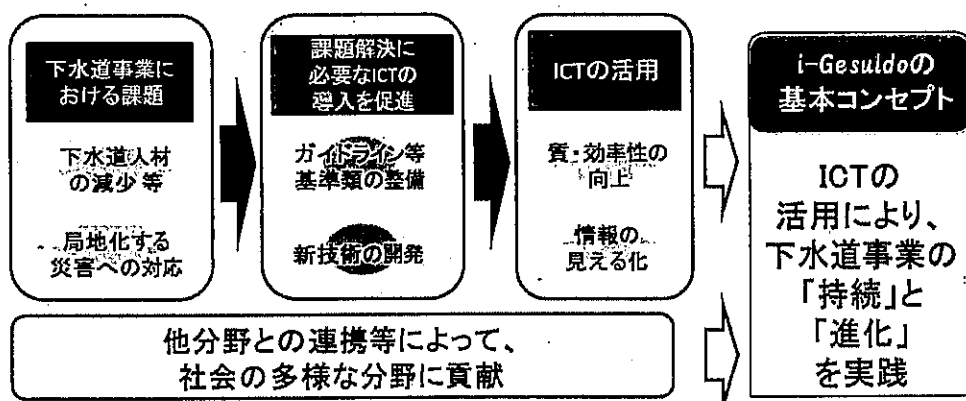 下水道事業に
おける課題
下水道人材
の減少 等
局地化する
災害への対応
課題解決に
必要なICTの
導入を促進
ガイドライン等
基準類の整備
新技術の開発
ICTの活用
質・効率性の
向上
情報の
見える化
他分野との連携等によって、
社会の多様な分野に貢献
i-Gesuidoの
基本コンセプト
ICTの
活用により、
下水道事業の
「持続」と
「進化」
を実践